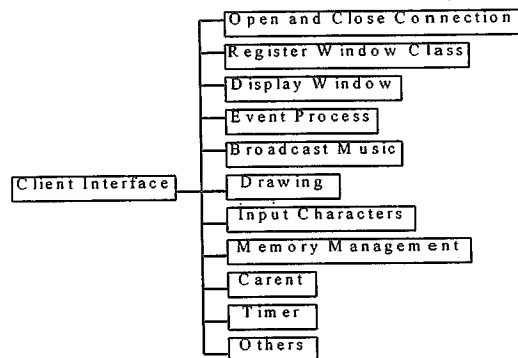 Open and Close Connection
Register Window Class
Display Window
Event Process
Broadcast Music
Client Interface
Drawing
Input Characters
Memory Management
Carent
Timer
Others